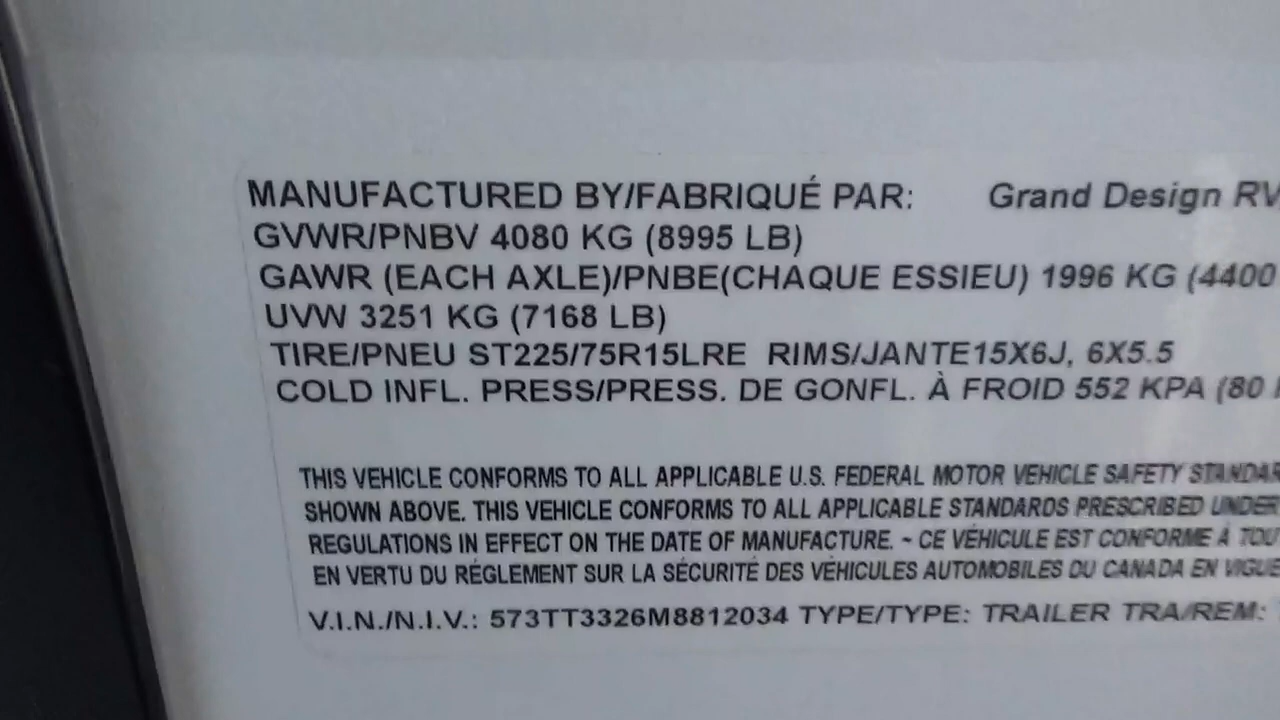 MANUFACTURED BY/FABRIQUÉ PAR: Grand Design RV
GVWR/PNBV 4080 KG (8995 LB)
GAWR (EACH AXLE)/PNBE(CHAQUE ESSIEU) 1996 KG (4400
UVW 3251 KG (7168 LB)
TIRE/PNEU ST225/75R15LRE RIMS/JANTE15X6J, 6X5.5
COLD INFL. PRESS/PRESS. DE GONFL. À FROID 552 KPA (80
THIS VEHICLE CONFORMS TO ALL APPLICABLE U.S. FEDERAL MOTOR VEHICLE SAFETY
SHOWN ABOVE. THIS VEHICLE CONFORMS TO ALL APPLICABLE STANDARDS PRESCRIBED UNDER
REGULATIONS IN EFFECT ON THE DATE OF MANUFACTURE. ~ CE VÉHICULE EST CONFORME À
EN VERTU DU RÉGLEMENT SUR LA SÉCURITÉ DES VÉHICULES AUTOMOBILES DU CANADA EN
V.I.N./N.I.V.: 573TT3326M8812034 TYPE/TYPE: TRAILER TRA/REM: